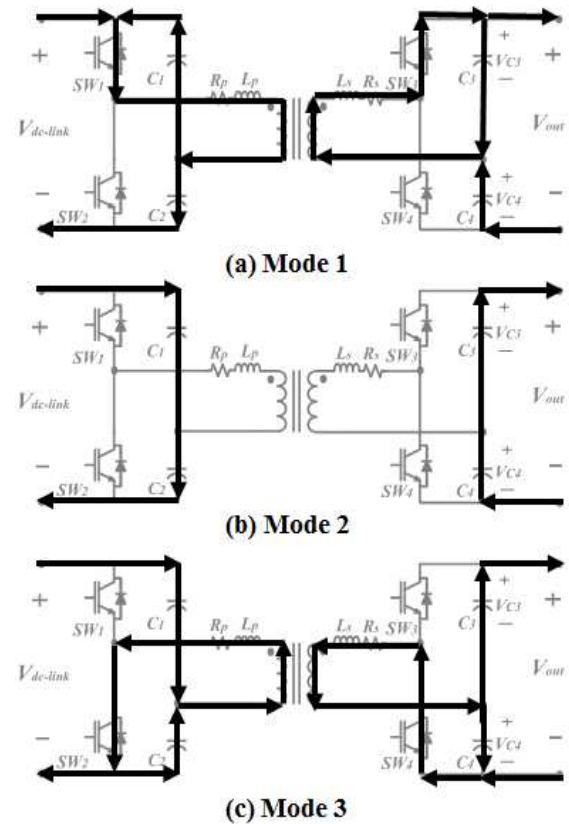 + SW1 C1 Rp Lp Ls Rs SW3 C3 + VC3 − +
Vdc-link Vout
− SW2 C2 SW4 C4 + VC4 − −
(a) Mode 1
+ SW1 C1 Rp Lp Ls Rs SW3 C3 + VC3 − +
Vdc-link Vout
− SW2 C2 SW4 C4 + VC4 − −
(b) Mode 2
+ SW1 C1 Rp Lp Ls Rs SW3 C3 + VC3 − +
Vdc-link Vout
− SW2 C2 SW4 C4 + VC4 − −
(c) Mode 3